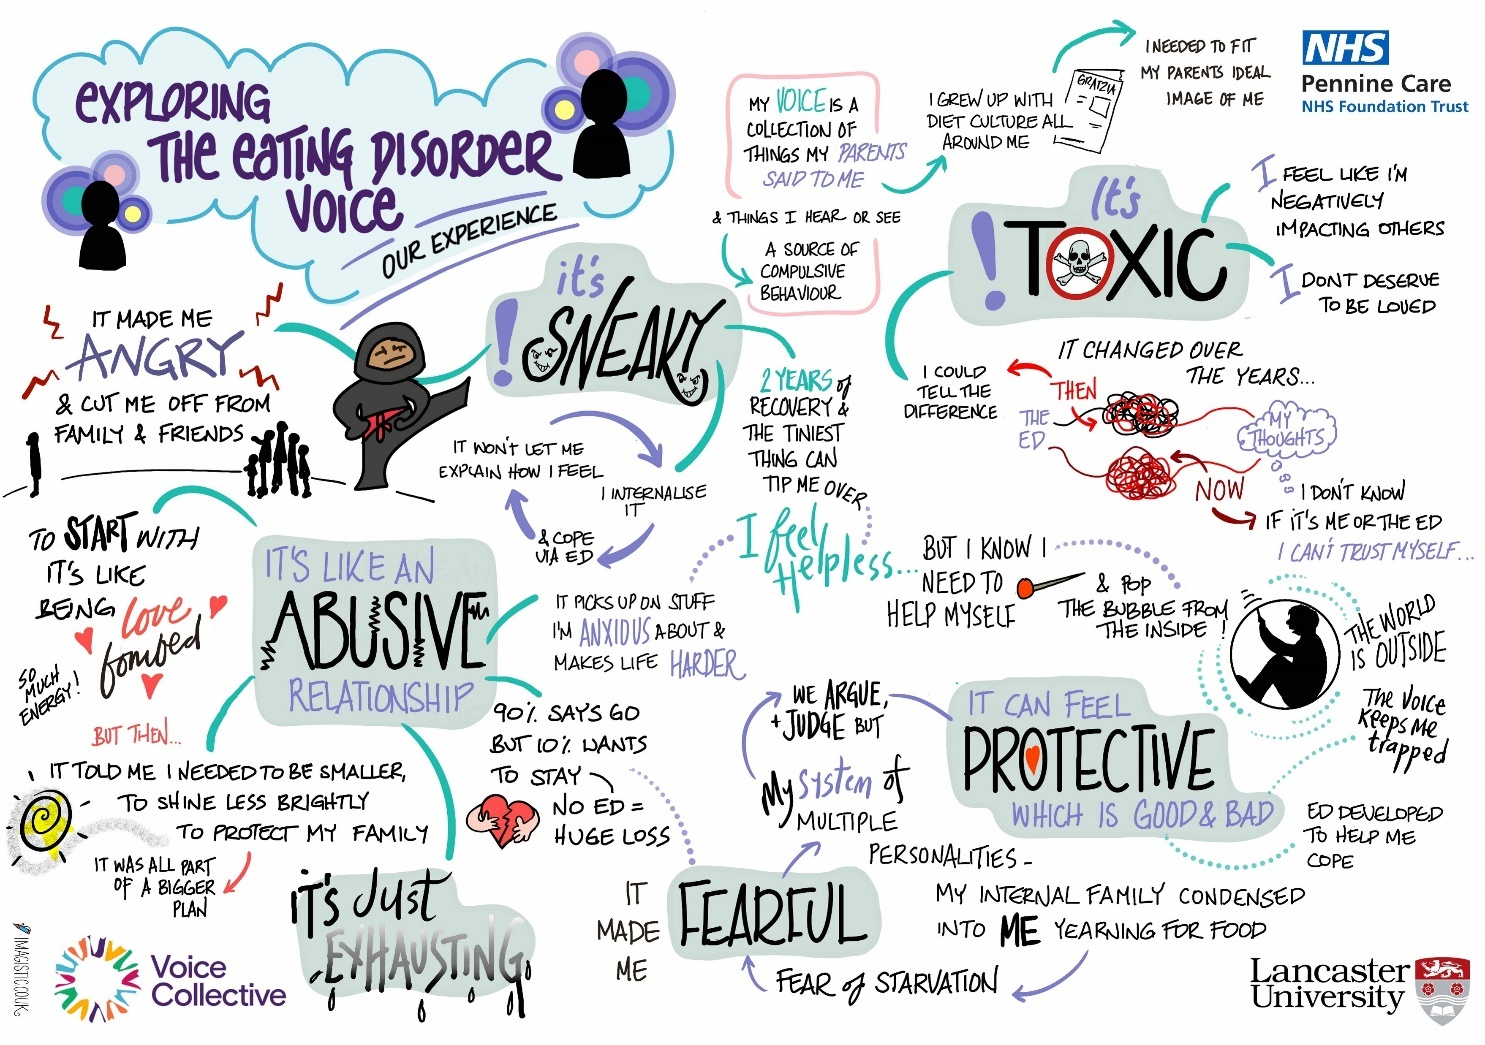 EXPLORING
THE EATING DISORDER
VOICE
OUR EXPERIENCE
MY VOICE IS A
COLLECTION OF
THINGS MY PARENTS
SAID TO ME
& THINGS I HEAR OR SEE
A SOURCE OF
COMPULSIVE
BEHAVIOUR
I GREW UP WITH
DIET CULTURE ALL
AROUND ME
GRATZIA
I NEEDED TO FIT
MY PARENTS IDEAL
IMAGE OF ME
NHS
Pennine Care
NHS Foundation Trust
It's
! TOXIC
I FEEL LIKE I'M
NEGATIVELY
IMPACTING OTHERS
I DONT DESERVE
TO BE LOVED
I COULD
TELL THE
DIFFERENCE
IT CHANGED OVER
THE YEARS...
THEN
THE
ED
MY
THOUGHTS
NOW
I DON'T KNOW
IF IT'S ME OR THE ED
I CAN'T TRUST MYSELF...
it's
! SNEAKY
IT MADE ME
ANGRY
& CUT ME OFF FROM
FAMILY & FRIENDS
IT WON'T LET ME
EXPLAIN HOW I FEEL
I INTERNALISE
IT
& COPE
VIA ED
2 YEARS of
RECOVERY &
THE TINIEST
THING CAN
TIP ME OVER
I feel
Helpless...
BUT I KNOW I
NEED TO
HELP MYSELF
& POP
THE BUBBLE FROM
THE INSIDE!
THE WORLD
IS OUTSIDE
The Voice
keeps me
trapped
TO START WITH
IT'S LIKE
BEING love
bombed
SO
MUCH
ENERGY!
BUT THEN...
IT'S LIKE AN
ABUSIVE
RELATIONSHIP
IT PICKS UP ON STUFF
I'M ANXIOUS ABOUT &
MAKES LIFE HARDER
90% SAYS GO
BUT 10% WANTS
TO STAY
NO ED =
HUGE LOSS
IT TOLD ME I NEEDED TO BE SMALLER,
TO SHINE LESS BRIGHTLY
TO PROTECT MY FAMILY
IT WAS ALL PART
OF A BIGGER
PLAN
iT's Just
EXHAUSTING
WE ARGUE,
+ JUDGE BUT
My system of
MULTIPLE
PERSONALITIES -
MY INTERNAL FAMILY CONDENSED
INTO ME YEARNING FOR FOOD
IT CAN FEEL
PROTECTIVE
WHICH IS GOOD & BAD
ED DEVELOPED
TO HELP ME
COPE
IT
MADE
ME
FEARFUL
FEAR of STARVATION
IMAGISTIC.CO.UK
Voice
Collective
Lancaster
University